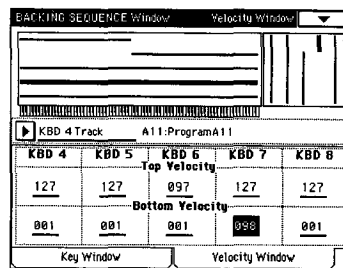 BACKING SEQUENCE Window Velocity Window
KBD 4 Track A11:ProgramA11
KBD 4 KBD 5 KBD 6 KBD 7 KBD 8
Top Velocity
127 127 097 127 127
Bottom Velocity
001 001 001 098 001
Key Window Velocity Window